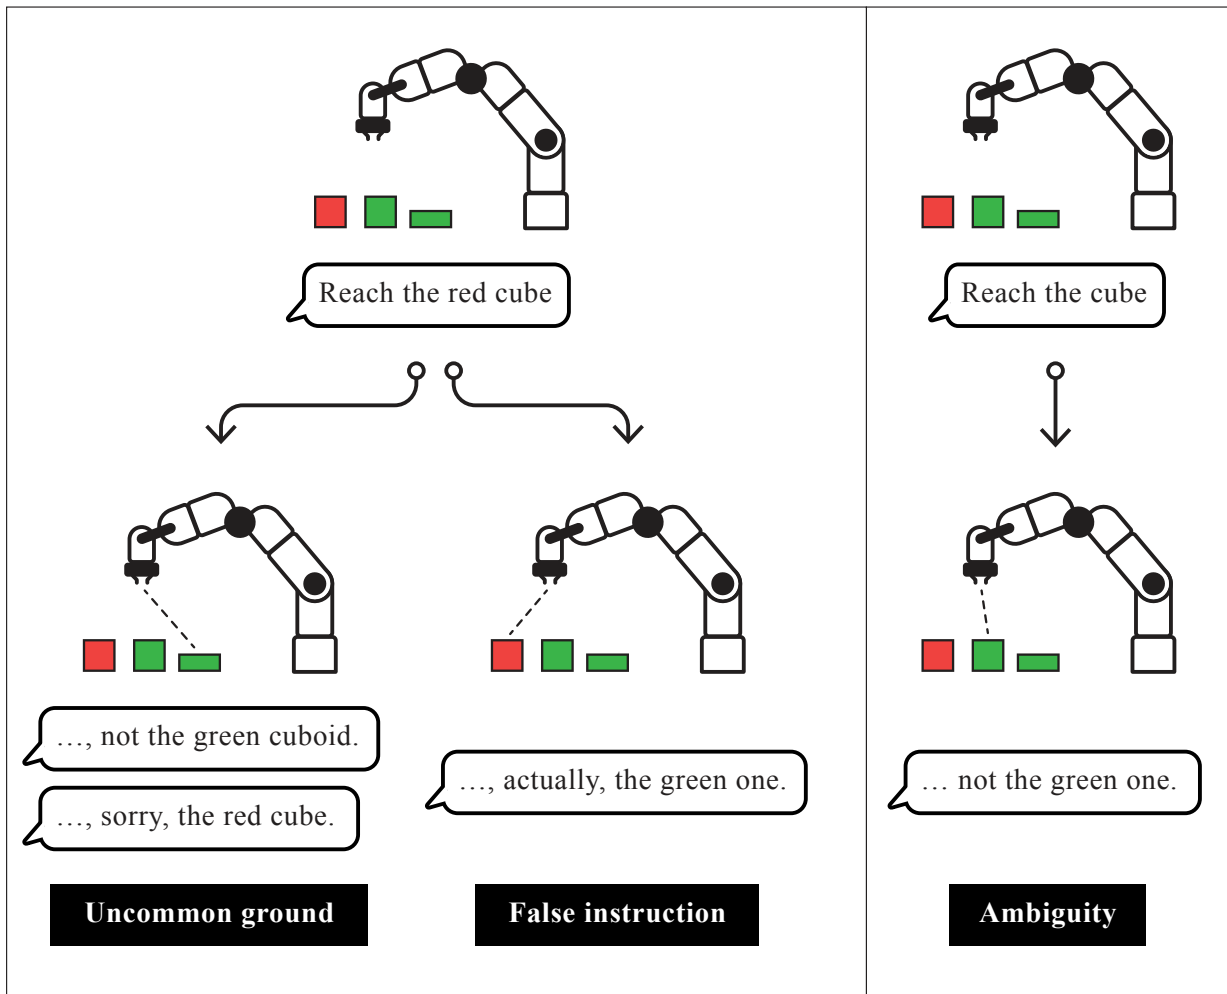 Reach the red cube
Reach the cube
…, not the green cuboid.
…, sorry, the red cube.
…, actually, the green one.
… not the green one.
Uncommon ground
False instruction
Ambiguity